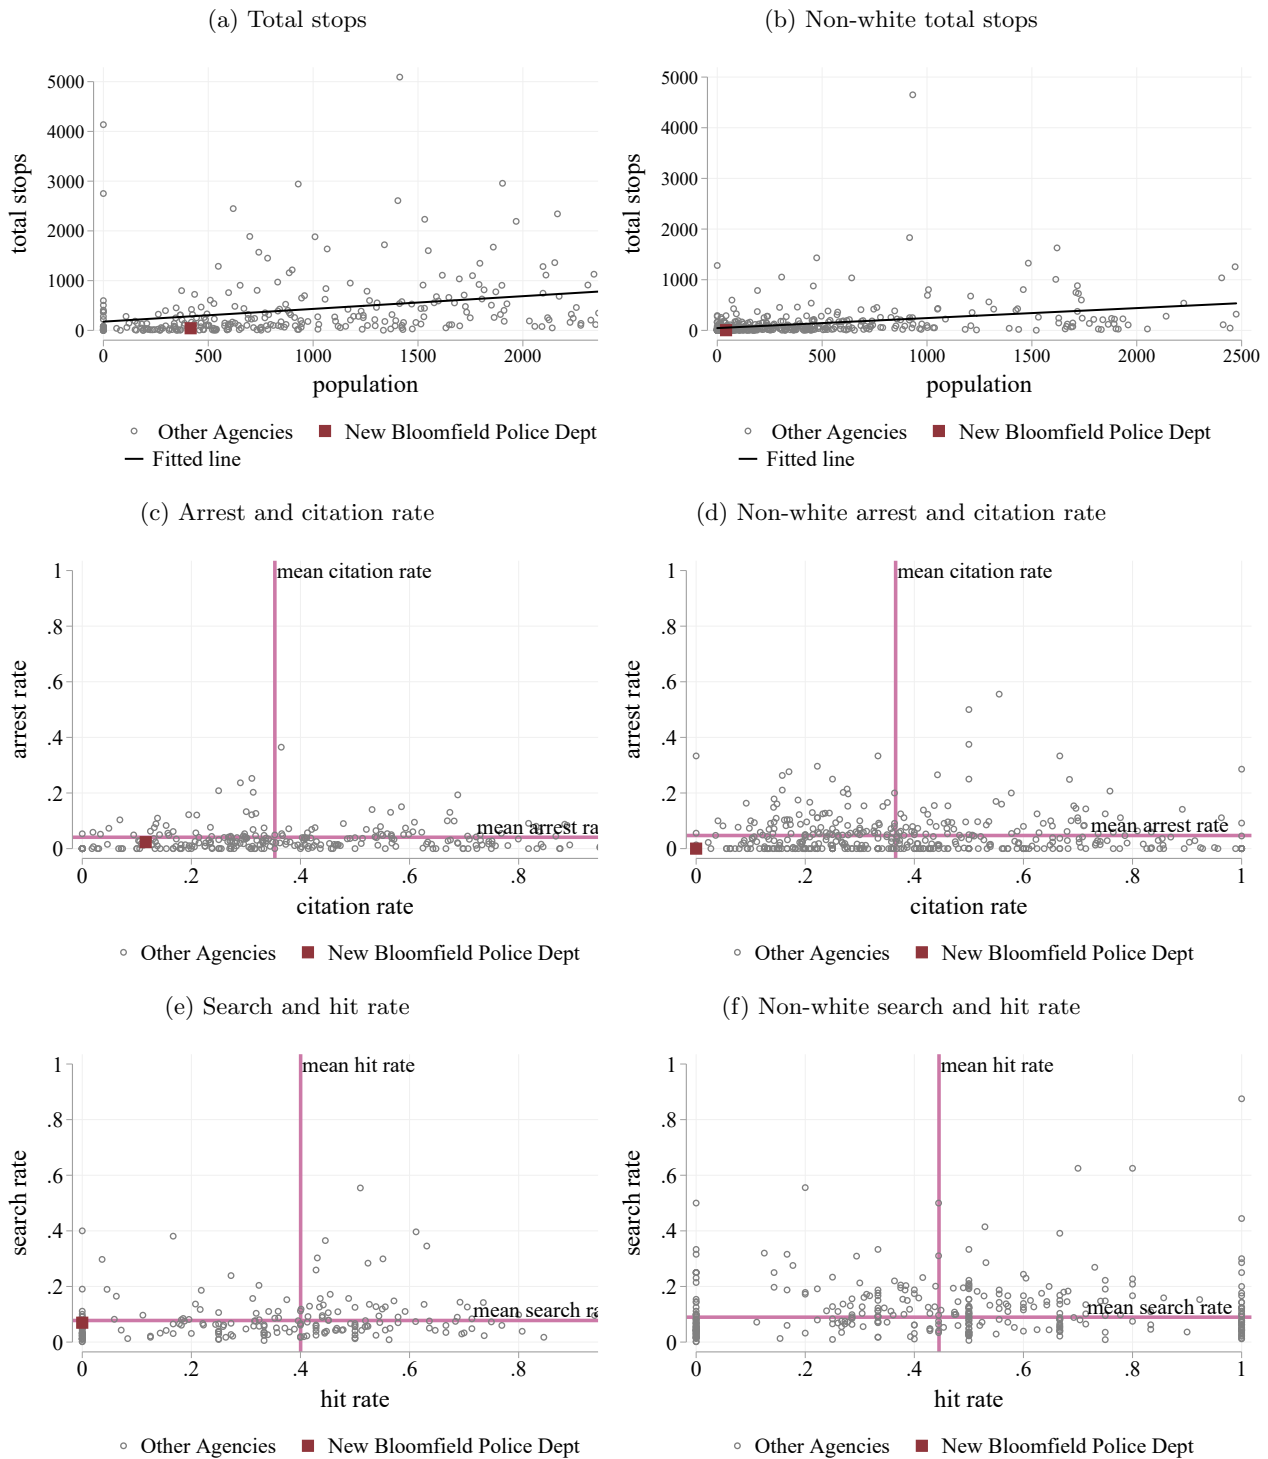 (a) Total stops
5000
4000
3000
2000
1000
0
total stops
0 500 1000 1500 2000
population
Other Agencies New Bloomfield Police Dept
Fitted line
(b) Non-white total stops
5000
4000
3000
2000
1000
0
total stops
0 500 1000 1500 2000 2500
population
Other Agencies New Bloomfield Police Dept
Fitted line
(c) Arrest and citation rate
mean citation rate
1
.8
.6
.4
.2
0
arrest rate
mean arrest ra
0 .2 .4 .6 .8
citation rate
Other Agencies New Bloomfield Police Dept
(d) Non-white arrest and citation rate
mean citation rate
1
.8
.6
.4
.2
0
arrest rate
mean arrest rate
0 .2 .4 .6 .8 1
citation rate
Other Agencies New Bloomfield Police Dept
(e) Search and hit rate
mean hit rate
1
.8
.6
.4
.2
0
search rate
mean search ra
0 .2 .4 .6 .8
hit rate
Other Agencies New Bloomfield Police Dept
(f) Non-white search and hit rate
mean hit rate
1
.8
.6
.4
.2
0
search rate
mean search rate
0 .2 .4 .6 .8 1
hit rate
Other Agencies New Bloomfield Police Dept